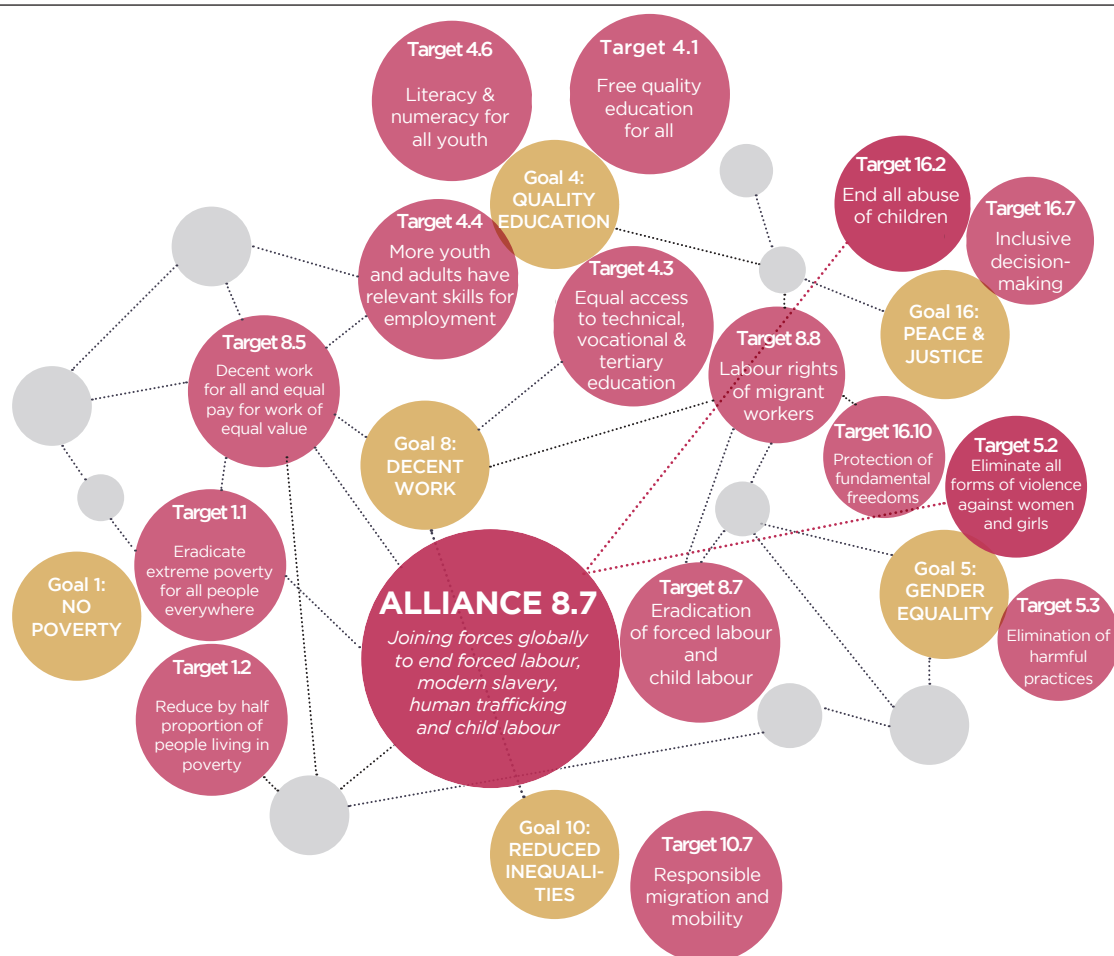 Target 4.6
Literacy &
numeracy for
all youth
Target 4.1
Free quality
education
for all
Goal 4:
QUALITY
EDUCATION
Target 16.2
End all abuse
of children
Target 16.7
Inclusive
decision-
making
Target 4.4
More youth
and adults have
relevant skills for
employment
Target 4.3
Equal access
to technical,
vocational &
tertiary
education
Goal 16:
PEACE &
JUSTICE
Target 8.5
Decent work
for all and equal
pay for work of
equal value
Target 8.8
Labour rights
of migrant
workers
Goal 8:
DECENT
WORK
Target 16.10
Protection of
fundamental
freedoms
Target 5.2
Eliminate all
forms of violence
against women
and girls
Target 1.1
Eradicate
extreme poverty
for all people
everywhere
Goal 1:
NO
POVERTY
ALLIANCE 8.7
Joining forces globally
to end forced labour,
modern slavery,
human trafficking
and child labour
Target 8.7
Eradication
of forced labour
and
child labour
Goal 5:
GENDER
EQUALITY
Target 5.3
Elimination of
harmful
practices
Target 1.2
Reduce by half
proportion of
people living in
poverty
Goal 10:
REDUCED
INEQUALI-
TIES
Target 10.7
Responsible
migration and
mobility